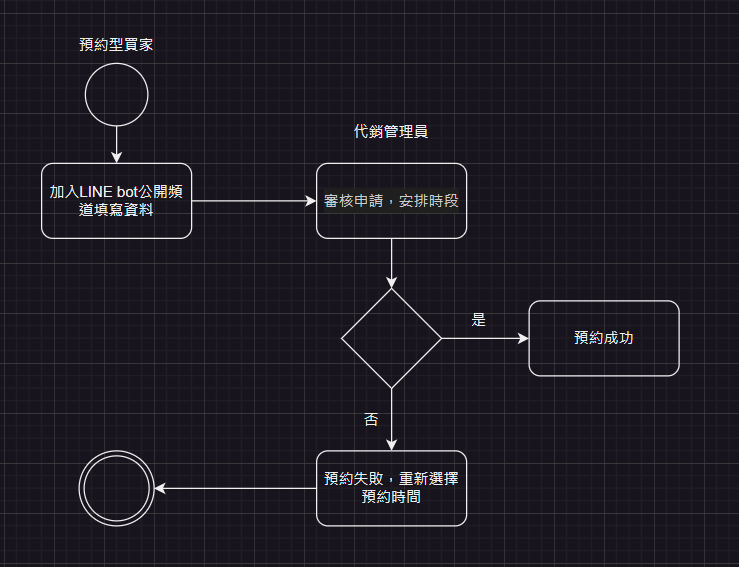 預約型買家
代銷管理員
加入LINE bot公開頻
道填寫資料
審核申請，安排時段
是
預約成功
否
預約失敗，重新選擇
預約時間